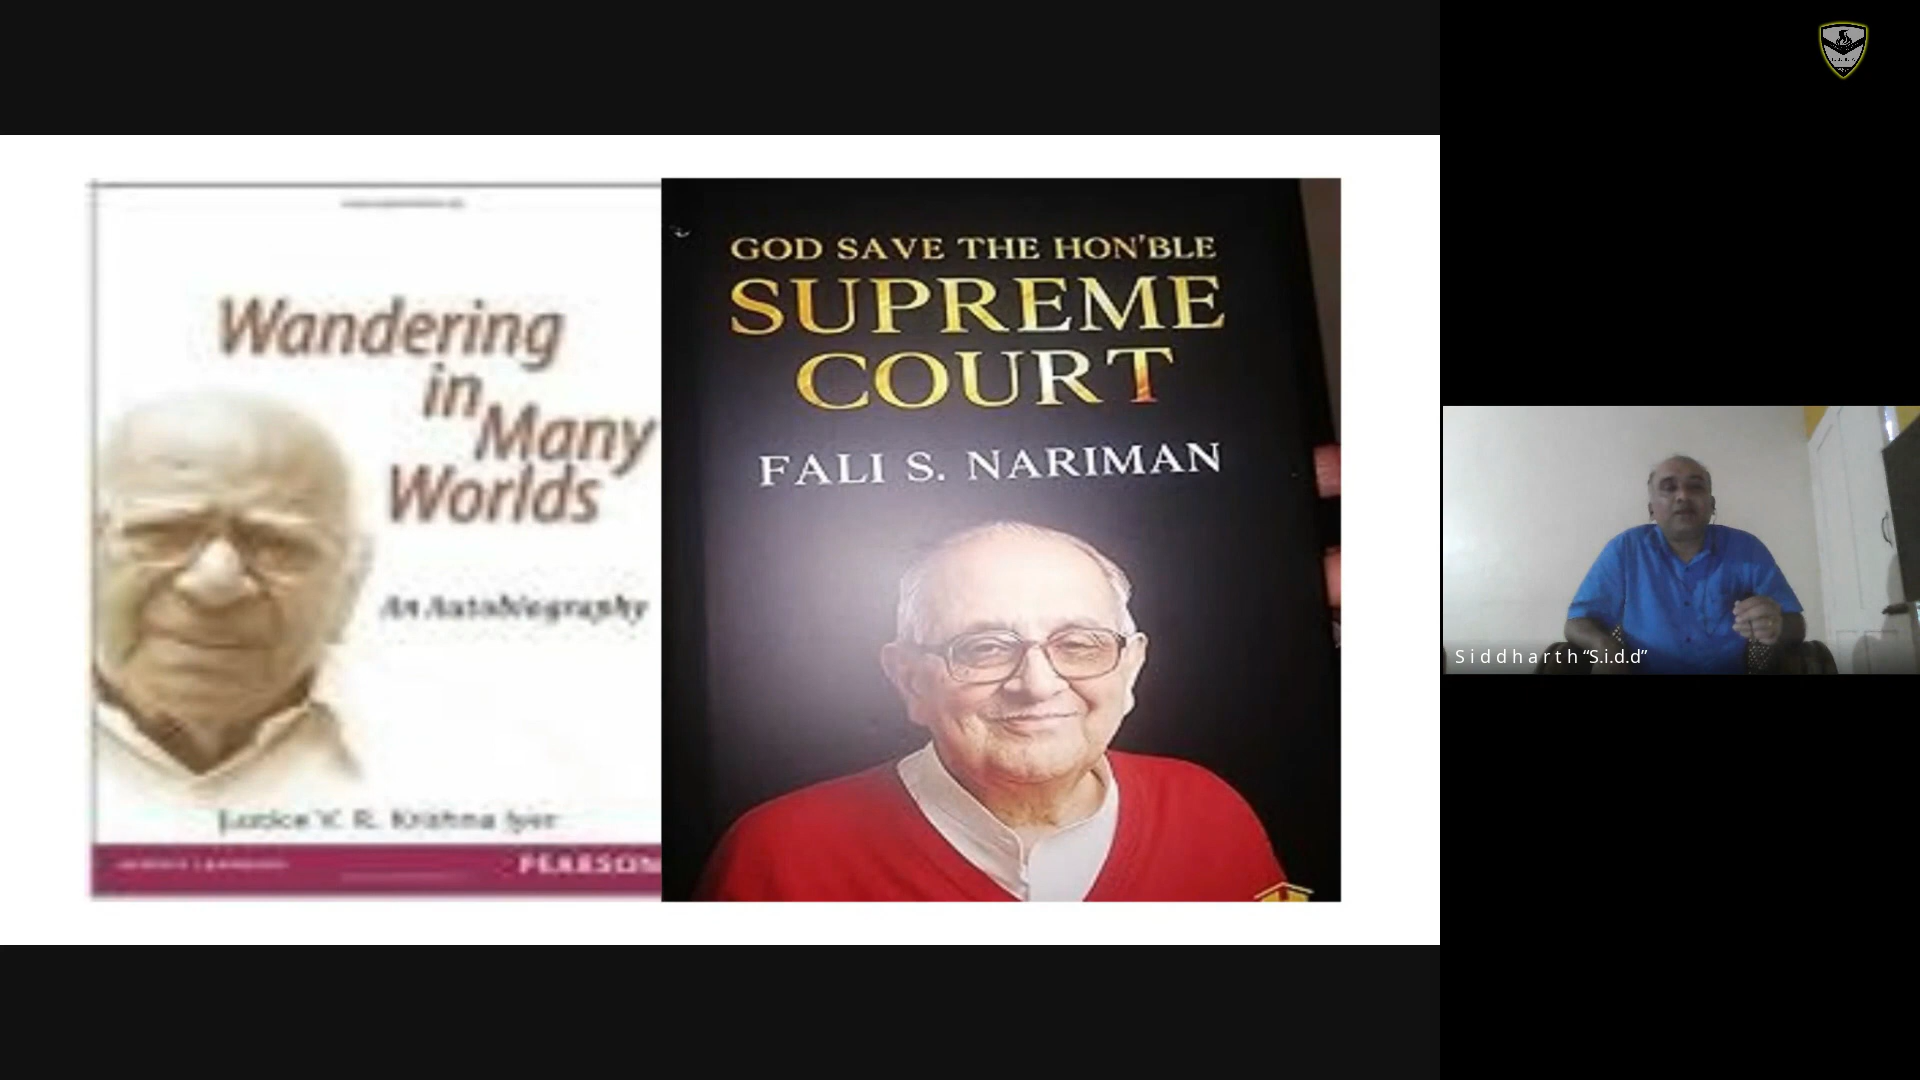 Wandering
in
Many
Worlds
An Autobiography
Justice V. R. Krishna Iyer
PEARSON
GOD SAVE THE HON'BLE
SUPREME
COURT
FALI S. NARIMAN
Siddharth “S.i.d.d”